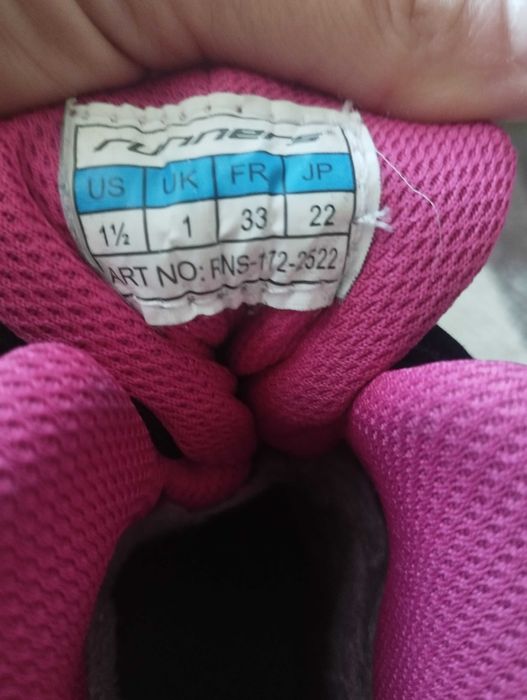 runners
US UK FR JP
1½ 1 33 22
ART NO: RNS-172-2522